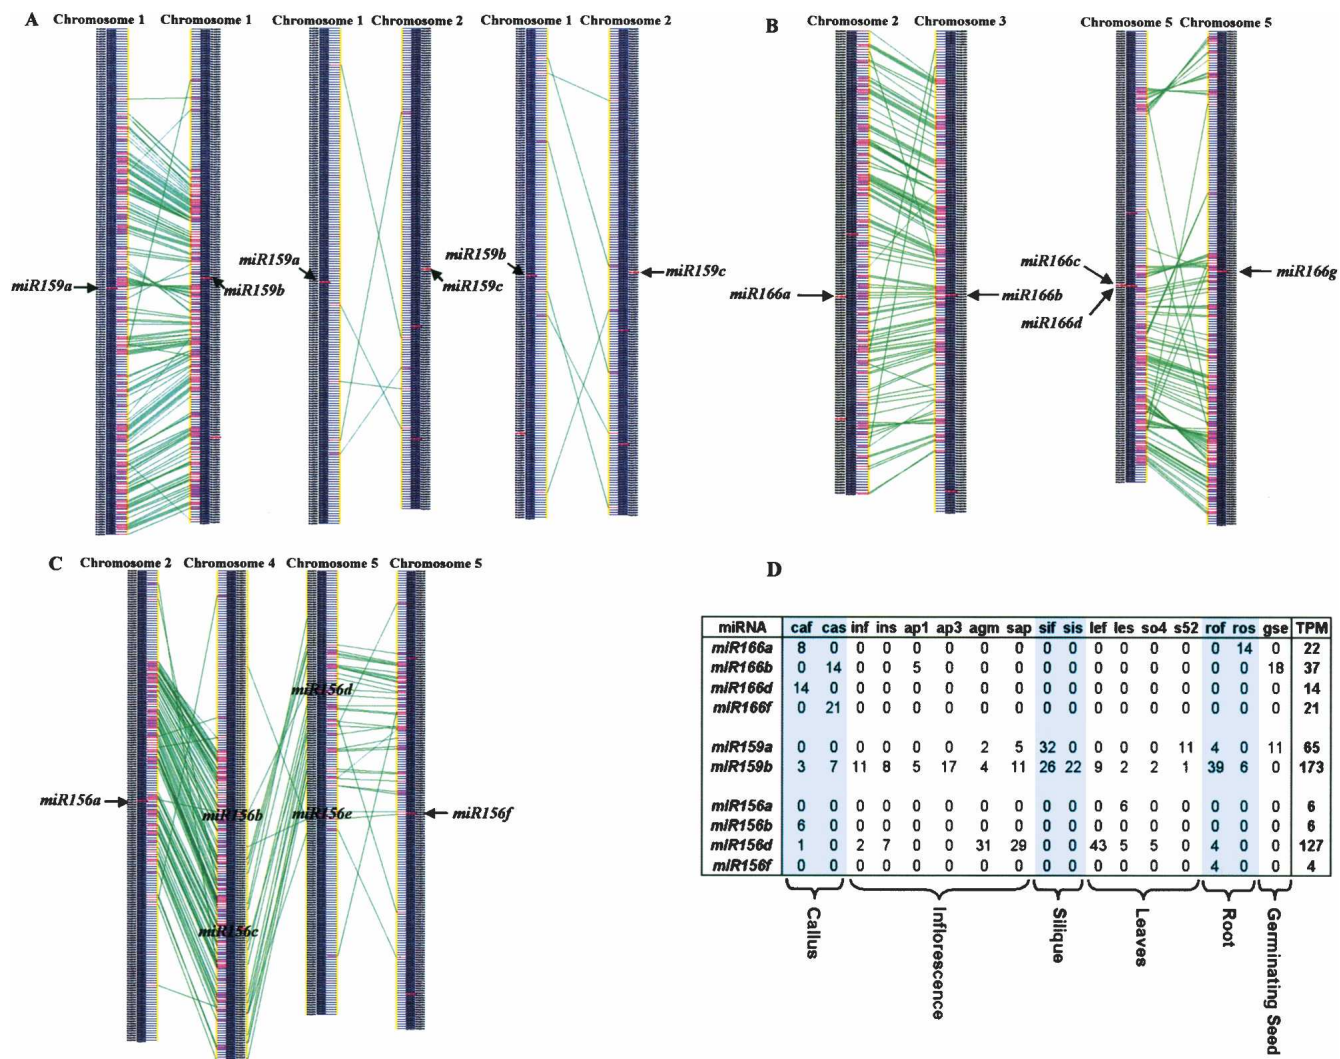 A
Chromosome 1 Chromosome 1
Chromosome 1 Chromosome 2
Chromosome 1 Chromosome 2
miR159a
miR159b
miR159a
miR159c
miR159b
miR159c
B
Chromosome 2 Chromosome 3
Chromosome 5 Chromosome 5
miR166a
miR166b
miR166c
miR166d
miR166g
C
Chromosome 2 Chromosome 4 Chromosome 5 Chromosome 5
miR156d
miR156a
miR156b
miR156e
miR156f
miR156c
D
miRNA caf cas inf ins ap1 ap3 agm sap sif sis lef les so4 s52 rof ros gse TPM
miR166a 8 0 0 0 0 0 0 0 0 0 0 0 0 0 0 14 0 22
miR166b 0 14 0 0 5 0 0 0 0 0 0 0 0 0 0 0 18 37
miR166d 14 0 0 0 0 0 0 0 0 0 0 0 0 0 0 0 0 14
miR166f 0 21 0 0 0 0 0 0 0 0 0 0 0 0 0 0 0 21
miR159a 0 0 0 0 0 0 2 5 32 0 0 0 0 11 4 0 11 65
miR159b 3 7 11 8 5 17 4 11 26 22 9 2 2 1 39 6 0 173
miR156a 0 0 0 0 0 0 0 0 0 0 0 6 0 0 0 0 0 6
miR156b 6 0 0 0 0 0 0 0 0 0 0 0 0 0 0 0 0 6
miR156d 1 0 2 7 0 0 31 29 0 0 43 5 5 0 4 0 0 127
miR156f 0 0 0 0 0 0 0 0 0 0 0 0 0 0 4 0 0 4
Callus
Inflorescence
Silique
Leaves
Root
Germinating Seed